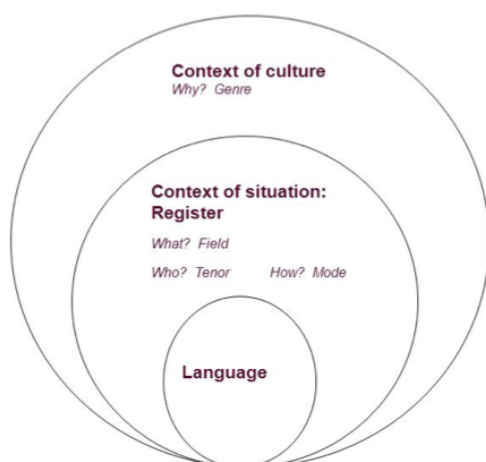 Context of culture
Why? Genre
Context of situation:
Register
What? Field
Who? Tenor How? Mode
Language